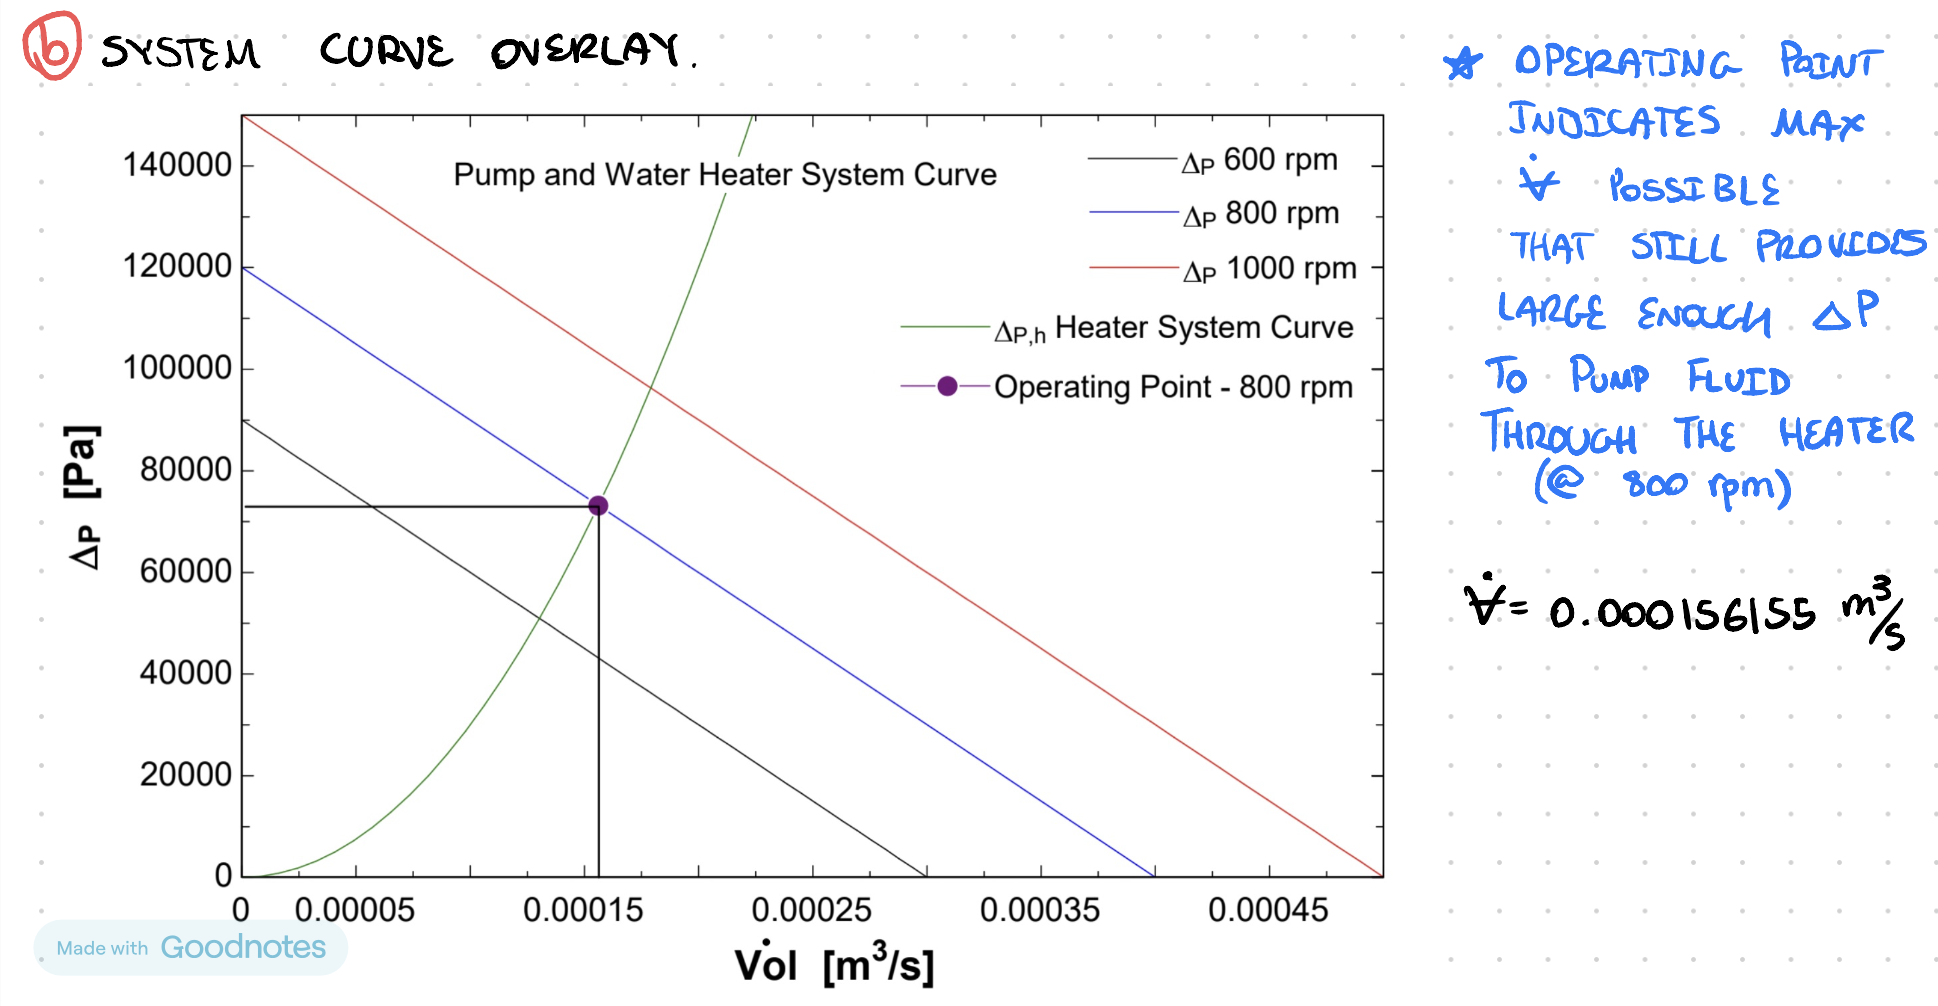 b SYSTEM CURVE OVERLAY.
Pump and Water Heater System Curve
ΔP 600 rpm
ΔP 800 rpm
ΔP 1000 rpm
ΔP,h Heater System Curve
Operating Point - 800 rpm
140000
120000
100000
80000
60000
40000
20000
0
ΔP [Pa]
0 0.00005 0.00015 0.00025 0.00035 0.00045
V̇ol [m³/s]
Made with Goodnotes
☆ OPERATING POINT
INDICATES MAX
V̶̇ POSSIBLE
THAT STILL PROVIDES
LARGE ENOUGH ΔP
TO PUMP FLUID
THROUGH THE HEATER
(@ 800 rpm)
V̶̇ = 0.000156155 m³/s